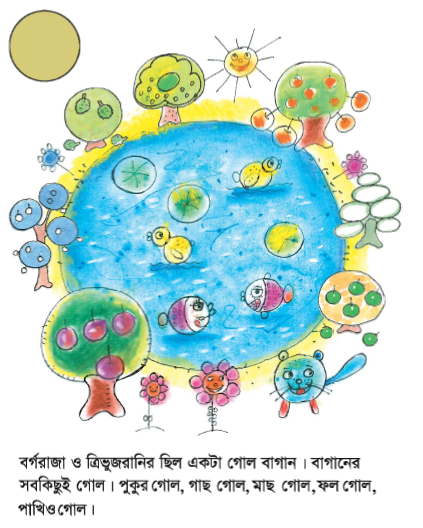 বর্গরাজা ও ত্রিভুজরানির ছিল একটা গোল বাগান। বাগানের
সবকিছুই গোল। পুকুর গোল, গাছ গোল, মাছ গোল, ফল গোল,
পাখিও গোল।